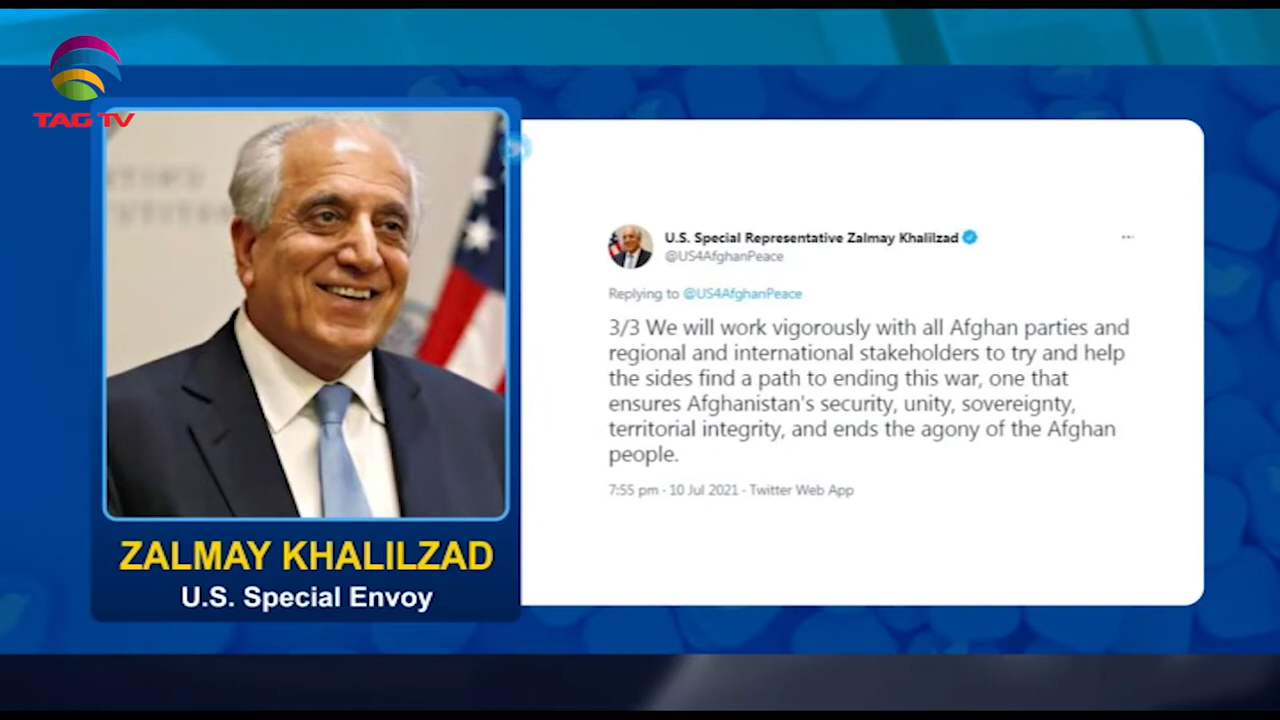 TAG TV
U.S. Special Representative Zalmay Khalilzad
@US4AfghanPeace
Replying to @US4AfghanPeace
3/3 We will work vigorously with all Afghan parties and
regional and international stakeholders to try and help
the sides find a path to ending this war, one that
ensures Afghanistan's security, unity, sovereignty,
territorial integrity, and ends the agony of the Afghan
people.
7:55 pm · 10 Jul 2021 · Twitter Web App
ZALMAY KHALILZAD
U.S. Special Envoy